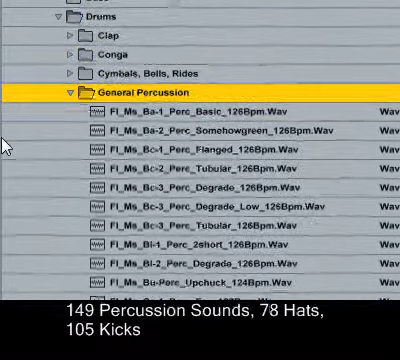 Drums
Clap
Conga
Cymbals, Bells, Rides
General Percussion
Fl_Ms_Ba-1_Perc_Basic_126Bpm.Wav Wav
Fl_Ms_Ba-2_Perc_Somehowgreen_126Bpm.Wav Wav
Fl_Ms_Bc-1_Perc_Flanged_126Bpm.Wav Wav
Fl_Ms_Bc-2_Perc_Tubular_126Bpm.Wav Wav
Fl_Ms_Bc-3_Perc_Degrade_126Bpm.Wav Wav
Fl_Ms_Bc-3_Perc_Degrade_Low_126Bpm.Wav Wav
Fl_Ms_Bc-3_Perc_Tubular_126Bpm.Wav Wav
Fl_Ms_Bl-1_Perc_2short_126Bpm.Wav Wav
Fl_Ms_Bl-2_Perc_Degrade_126Bpm.Wav Wav
Fl_Ms_Bu-Perc_Upchuck_124Bpm.Wav Wav
149 Percussion Sounds, 78 Hats,
105 Kicks